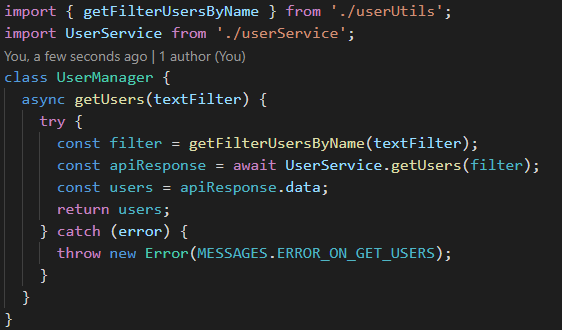 import { getFilterUsersByName } from './userUtils';
import UserService from './userService';
You, a few seconds ago | 1 author (You)
class UserManager {
  async getUsers(textFilter) {
    try {
      const filter = getFilterUsersByName(textFilter);
      const apiResponse = await UserService.getUsers(filter);
      const users = apiResponse.data;
      return users;
    } catch (error) {
      throw new Error(MESSAGES.ERROR_ON_GET_USERS);
    }
  }
}